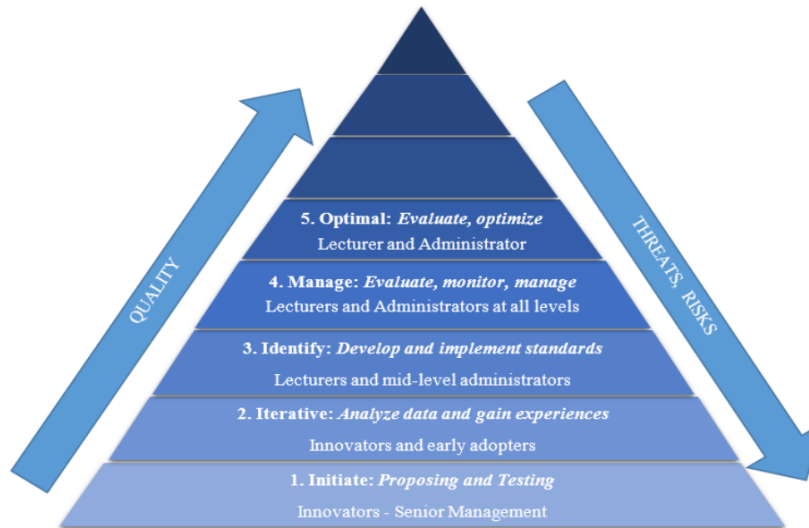 5. Optimal: Evaluate, optimize
Lecturer and Administrator
4. Manage: Evaluate, monitor, manage
Lecturers and Administrators at all levels
3. Identify: Develop and implement standards
Lecturers and mid-level administrators
2. Iterative: Analyze data and gain experiences
Innovators and early adopters
1. Initiate: Proposing and Testing
Innovators - Senior Management
QUALITY
THREATS, RISKS